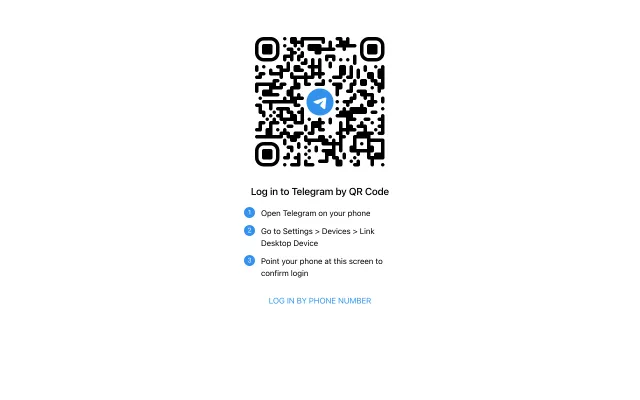 Log in to Telegram by QR Code
1 Open Telegram on your phone
2 Go to Settings > Devices > Link
Desktop Device
3 Point your phone at this screen to
confirm login
LOG IN BY PHONE NUMBER